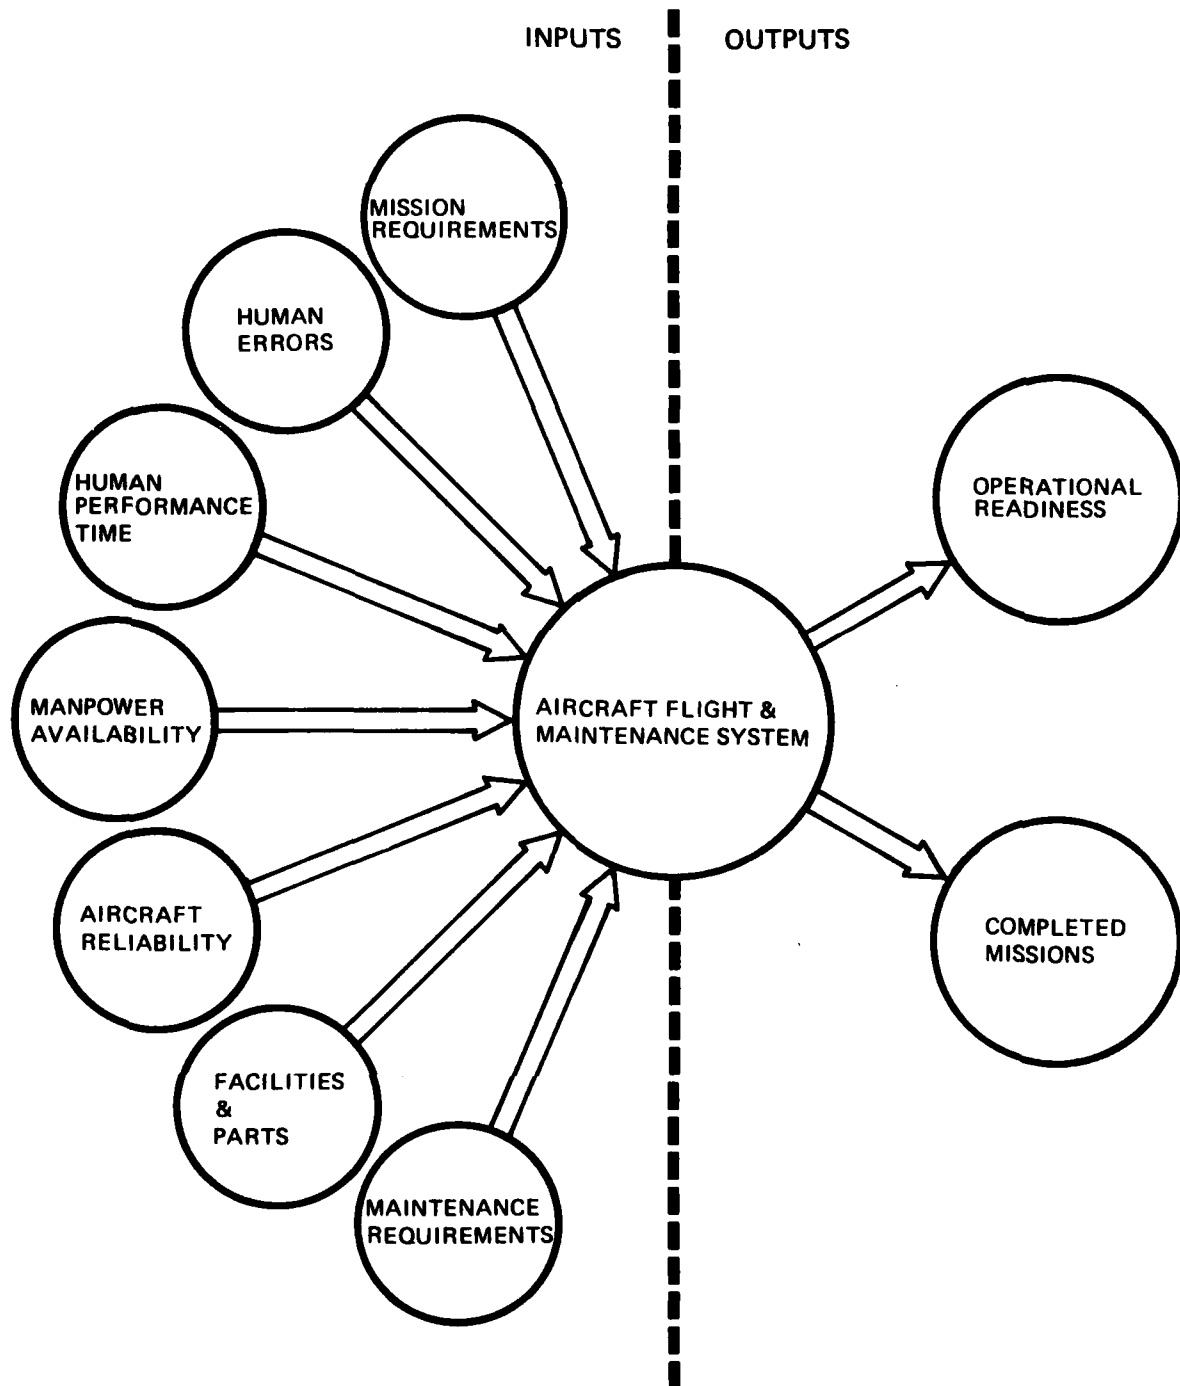 INPUTS
OUTPUTS
MISSION
REQUIREMENTS
HUMAN
ERRORS
HUMAN
PERFORMANCE
TIME
MANPOWER
AVAILABILITY
AIRCRAFT
RELIABILITY
FACILITIES
&
PARTS
MAINTENANCE
REQUIREMENTS
AIRCRAFT FLIGHT &
MAINTENANCE SYSTEM
OPERATIONAL
READINESS
COMPLETED
MISSIONS